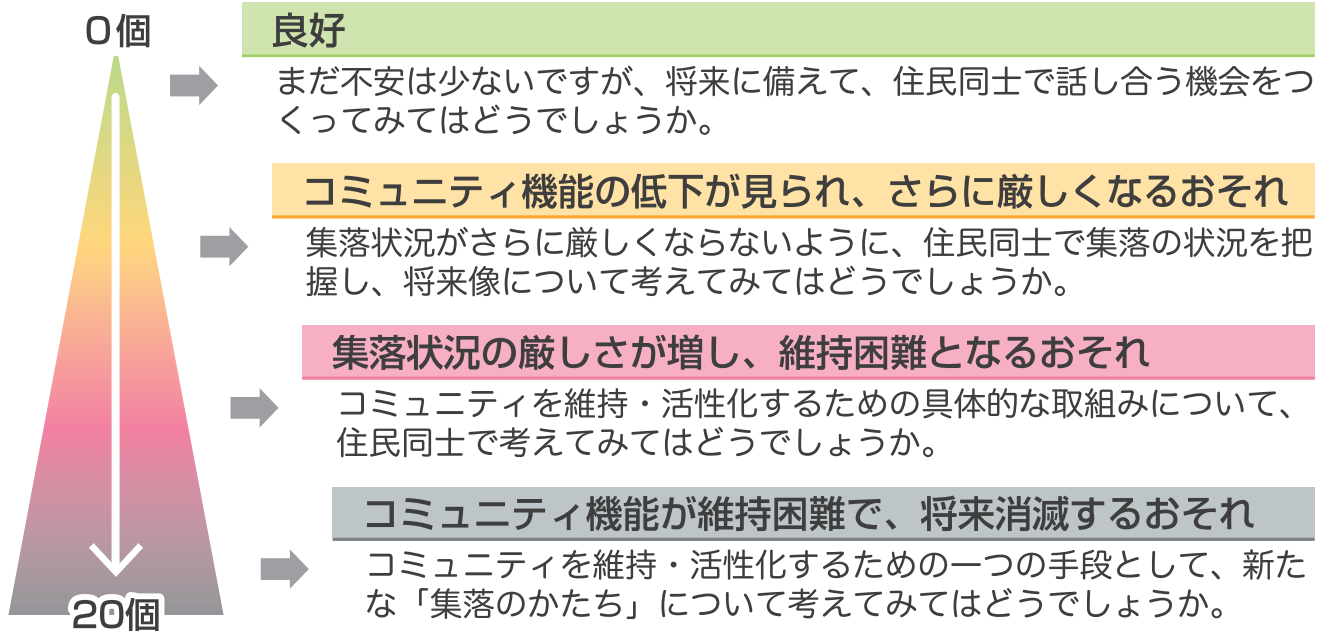 0個
良好
まだ不安は少ないですが、将来に備えて、住民同士で話し合う機会をつ
くってみてはどうでしょうか。
コミュニティ機能の低下が見られ、さらに厳しくなるおそれ
集落状況がさらに厳しくならないように、住民同士で集落の状況を把
握し、将来像について考えてみてはどうでしょうか。
集落状況の厳しさが増し、維持困難となるおそれ
コミュニティを維持・活性化するための具体的な取組みについて、
住民同士で考えてみてはどうでしょうか。
コミュニティ機能が維持困難で、将来消滅するおそれ
コミュニティを維持・活性化するための一つの手段として、新た
な「集落のかたち」について考えてみてはどうでしょうか。
20個